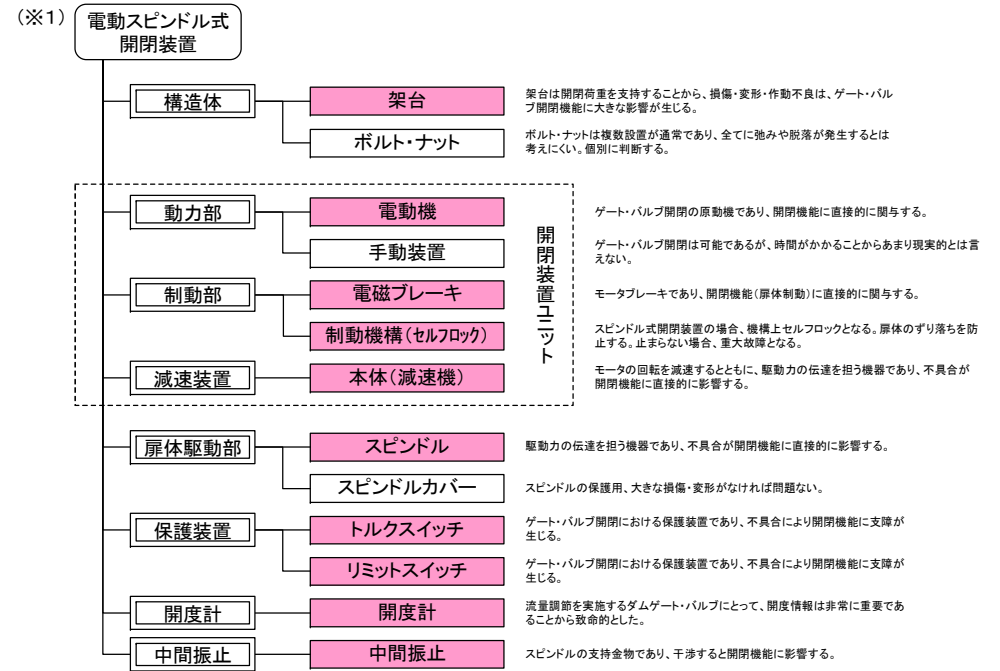 (※1)
電動スピンドル式
開閉装置
構造体
架台
架台は開閉荷重を支持することから、損傷・変形・作動不良は、ゲート・バル
ブ開閉機能に大きな影響が生じる。
ボルト・ナット
ボルト・ナットは複数設置が通常であり、全てに弛みや脱落が発生するとは
考えにくい。個別に判断する。
動力部
電動機
ゲート・バルブ開閉の原動機であり、開閉機能に直接的に関与する。
手動装置
ゲート・バルブ開閉は可能であるが、時間がかかることからあまり現実的とは言
えない。
開閉装置ユニット
制動部
電磁ブレーキ
モータブレーキであり、開閉機能(扉体制動)に直接的に関与する。
制動機構(セルフロック)
スピンドル式開閉装置の場合、機構上セルフロックとなる。扉体のずり落ちを防
止する。止まらない場合、重大故障となる。
減速装置
本体(減速機)
モータの回転を減速するとともに、駆動力の伝達を担う機器であり、不具合が
開閉機能に直接的に影響する。
扉体駆動部
スピンドル
駆動力の伝達を担う機器であり、不具合が開閉機能に直接的に影響する。
スピンドルカバー
スピンドルの保護用、大きな損傷・変形がなければ問題ない。
保護装置
トルクスイッチ
ゲート・バルブ開閉における保護装置であり、不具合により開閉機能に支障が
生じる。
リミットスイッチ
ゲート・バルブ開閉における保護装置であり、不具合により開閉機能に支障が
生じる。
開度計
開度計
流量調節を実施するダムゲート・バルブにとって、開度情報は非常に重要であ
ることから致命的とした。
中間振止
中間振止
スピンドルの支持金物であり、干渉すると開閉機能に影響する。